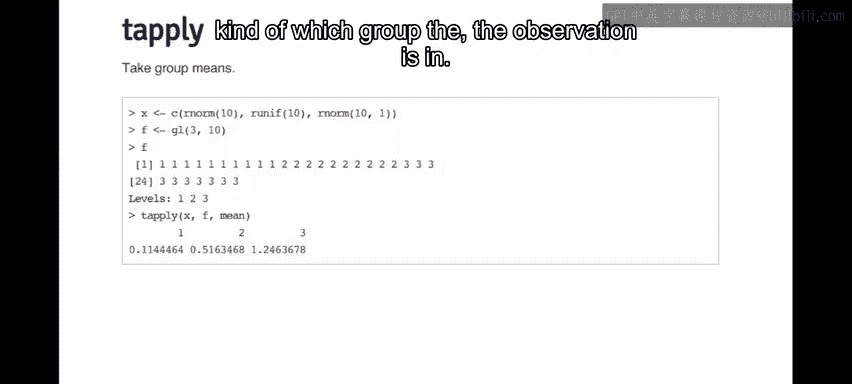 tapply kind of which group the, the observation
is in.
Take group means.
> x <- c(rnorm(10), runif(10), rnorm(10, 1))
> f <- gl(3, 10)
> f
[1] 1 1 1 1 1 1 1 1 1 1 2 2 2 2 2 2 2 2 2 2 3 3 3
[24] 3 3 3 3 3 3 3
Levels: 1 2 3
> tapply(x, f, mean)
1 2 3
0.1144464 0.5163468 1.2463678